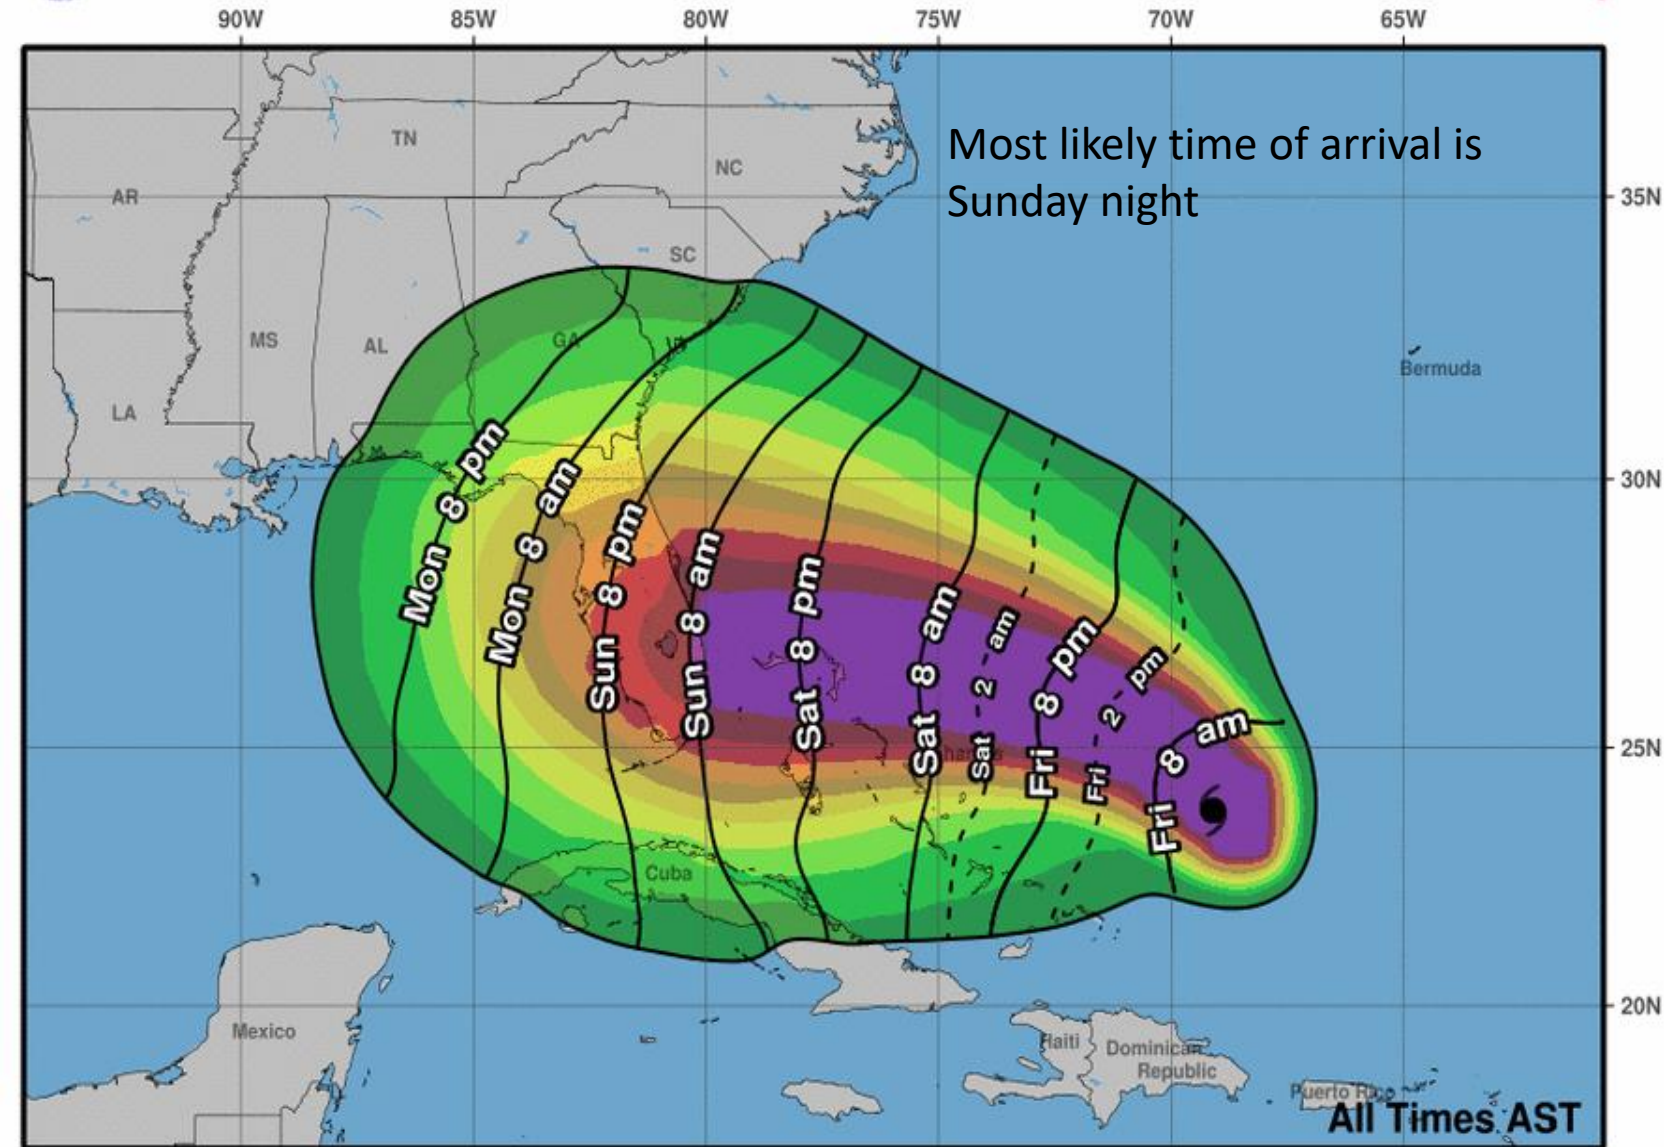 90W 85W 80W 75W 70W 65W
TN
NC
Most likely time of arrival is
Sunday night
AR
35N
SC
MS
AL
GA
Bermuda
LA
Mon 8 pm
Mon 8 am
Sun 8 pm
Sun 8 am
Sat 8 pm
Sat 8 am
Sat 2 am
Fri 8 pm
Fri 2 pm
Fri 8 am
30N
25N
Cuba
20N
Mexico
Haiti
Dominican
Republic
Puerto Rico
All Times AST